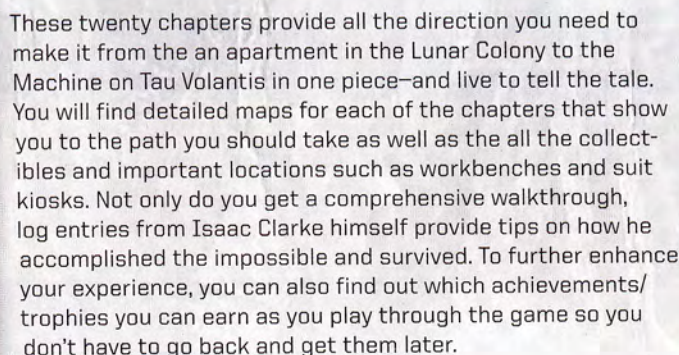 These twenty chapters provide all the direction you need to
make it from the an apartment in the Lunar Colony to the
Machine on Tau Volantis in one piece—and live to tell the tale.
You will find detailed maps for each of the chapters that show
you to the path you should take as well as the all the collect-
ibles and important locations such as workbenches and suit
kiosks. Not only do you get a comprehensive walkthrough,
log entries from Isaac Clarke himself provide tips on how he
accomplished the impossible and survived. To further enhance
your experience, you can also find out which achievements/
trophies you can earn as you play through the game so you
don't have to go back and get them later.